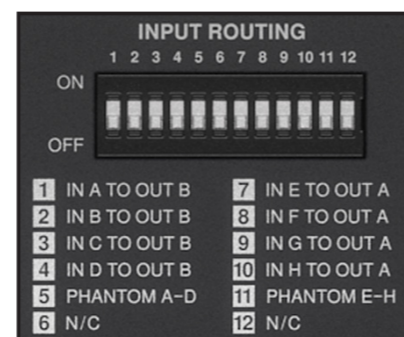 INPUT ROUTING
1 2 3 4 5 6 7 8 9 10 11 12
ON
OFF
1 IN A TO OUT B
2 IN B TO OUT B
3 IN C TO OUT B
4 IN D TO OUT B
5 PHANTOM A-D
6 N/C
7 IN E TO OUT A
8 IN F TO OUT A
9 IN G TO OUT A
10 IN H TO OUT A
11 PHANTOM E-H
12 N/C